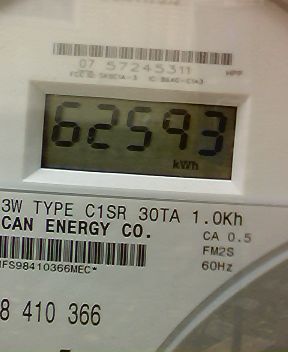 07 57245311
62593
kWh
3W TYPE C1SR 30TA 1.0Kh
CAN ENERGY CO.
CA 0.5
FM2S
60Hz
8 410 366